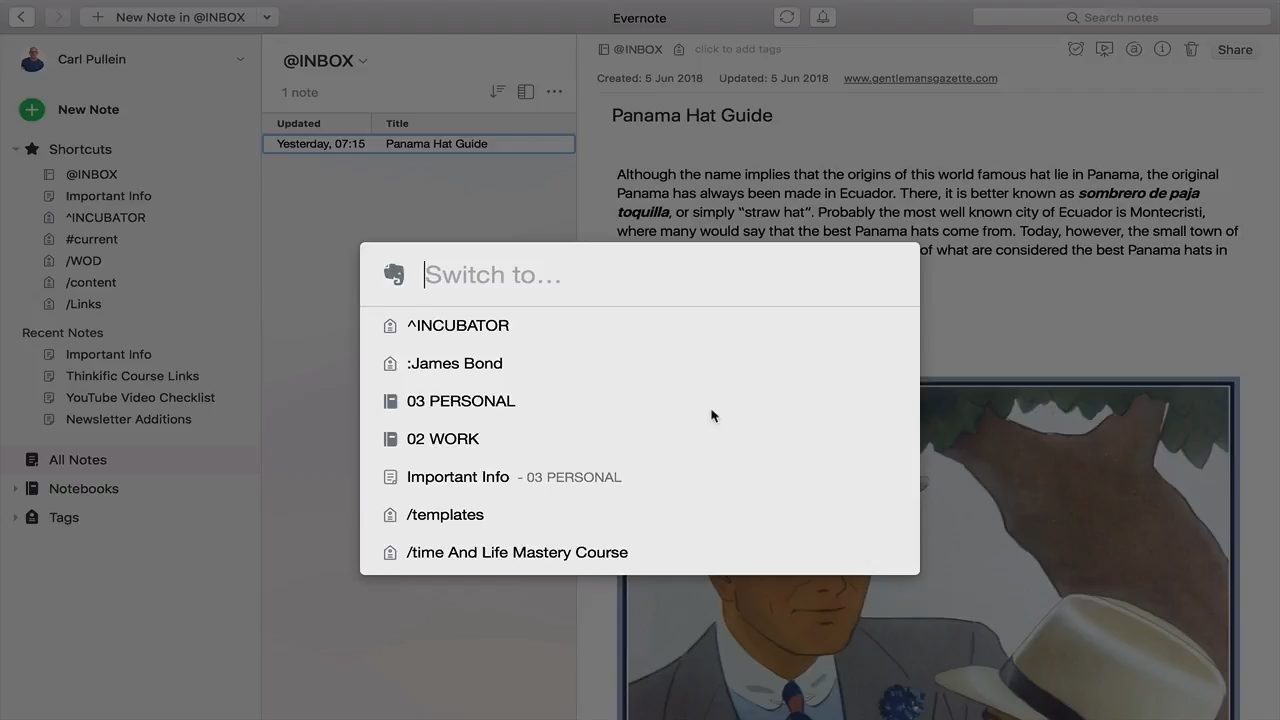 New Note in @INBOX
Evernote
Search notes
Carl Pullein
New Note
Shortcuts
@INBOX
Important Info
^INCUBATOR
#current
/WOD
/content
/Links
Recent Notes
Important Info
Thinkific Course Links
YouTube Video Checklist
Newsletter Additions
All Notes
Notebooks
Tags
@INBOX
1 note
Updated Title
Yesterday, 07:15 Panama Hat Guide
@INBOX click to add tags
Share
Created: 5 Jun 2018 Updated: 5 Jun 2018 www.gentlemansgazette.com
Panama Hat Guide
Although the name implies that the origins of this world famous hat lie in Panama, the original
Panama has always been made in Ecuador. There, it is better known as sombrero de paja
toquilla, or simply “straw hat”. Probably the most well known city of Ecuador is Montecristi,
where many would say that the best Panama hats come from. Today, however, the small town of
of what are considered the best Panama hats in
Switch to…
^INCUBATOR
:James Bond
03 PERSONAL
02 WORK
Important Info - 03 PERSONAL
/templates
/time And Life Mastery Course